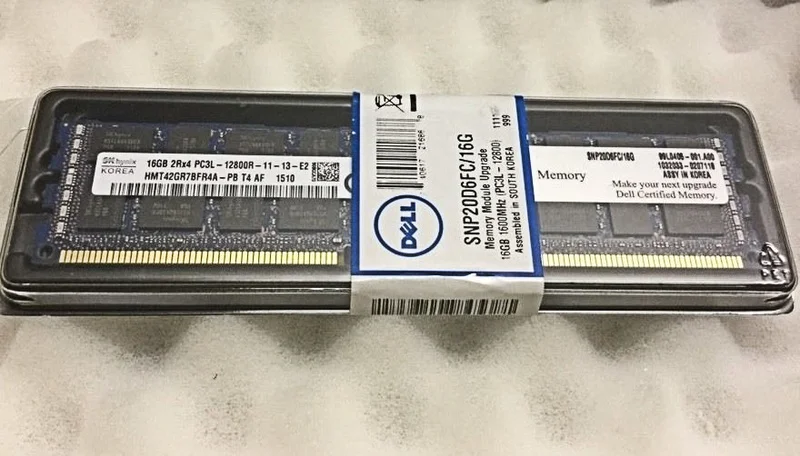 SK hynix
KOREA
16GB 2Rx4 PC3L-12800R-11-13-E2
HMT42GR7BFR4A-PB T4 AF 1510
DELL
SNP20D6FC/16G
Memory Module Upgrade
16GB 1600MHz (PC3L-12800)
Assembled in SOUTH KOREA
999
Memory
SNP20D6FC/16G
ASSY IN KOREA
Make your next upgrade
Dell Certified Memory.